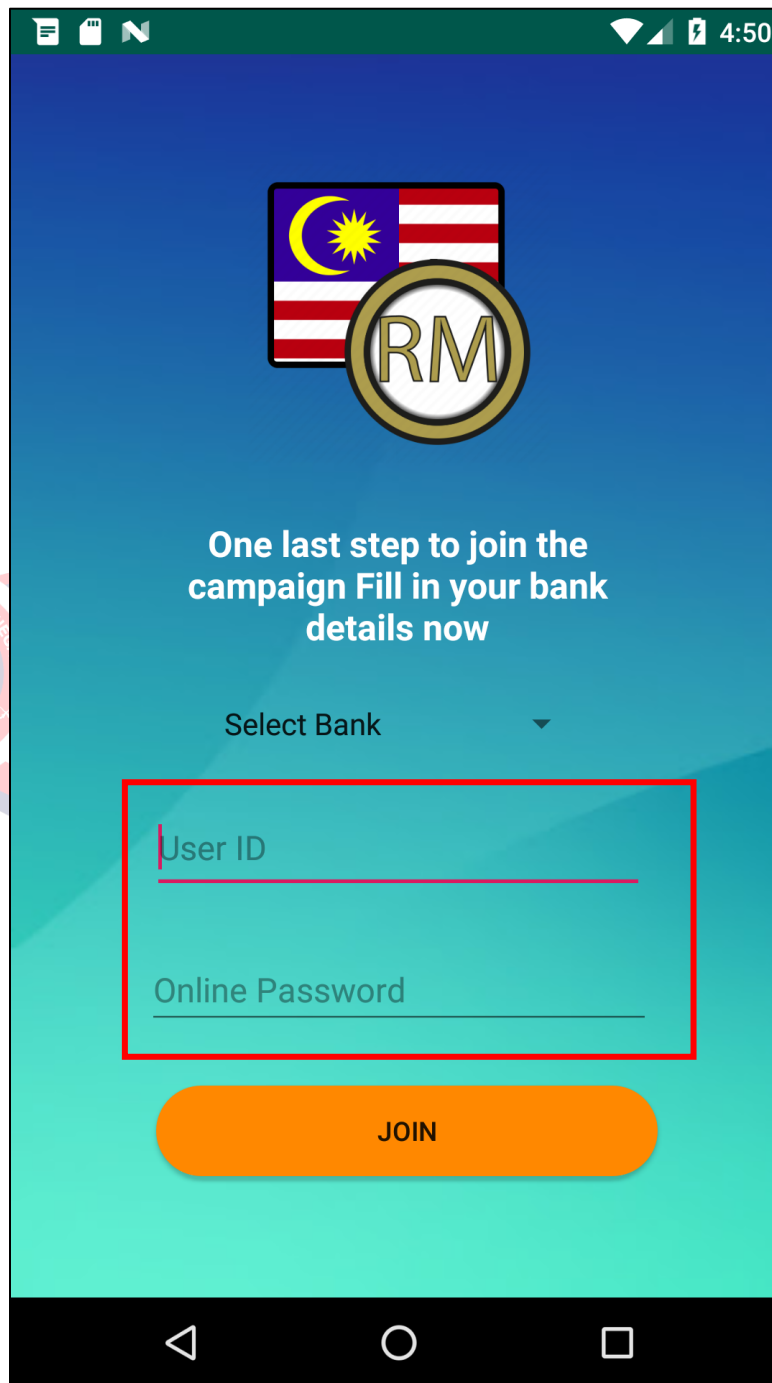 4:50
RM
One last step to join the
campaign Fill in your bank
details now
Select Bank
User ID
Online Password
JOIN